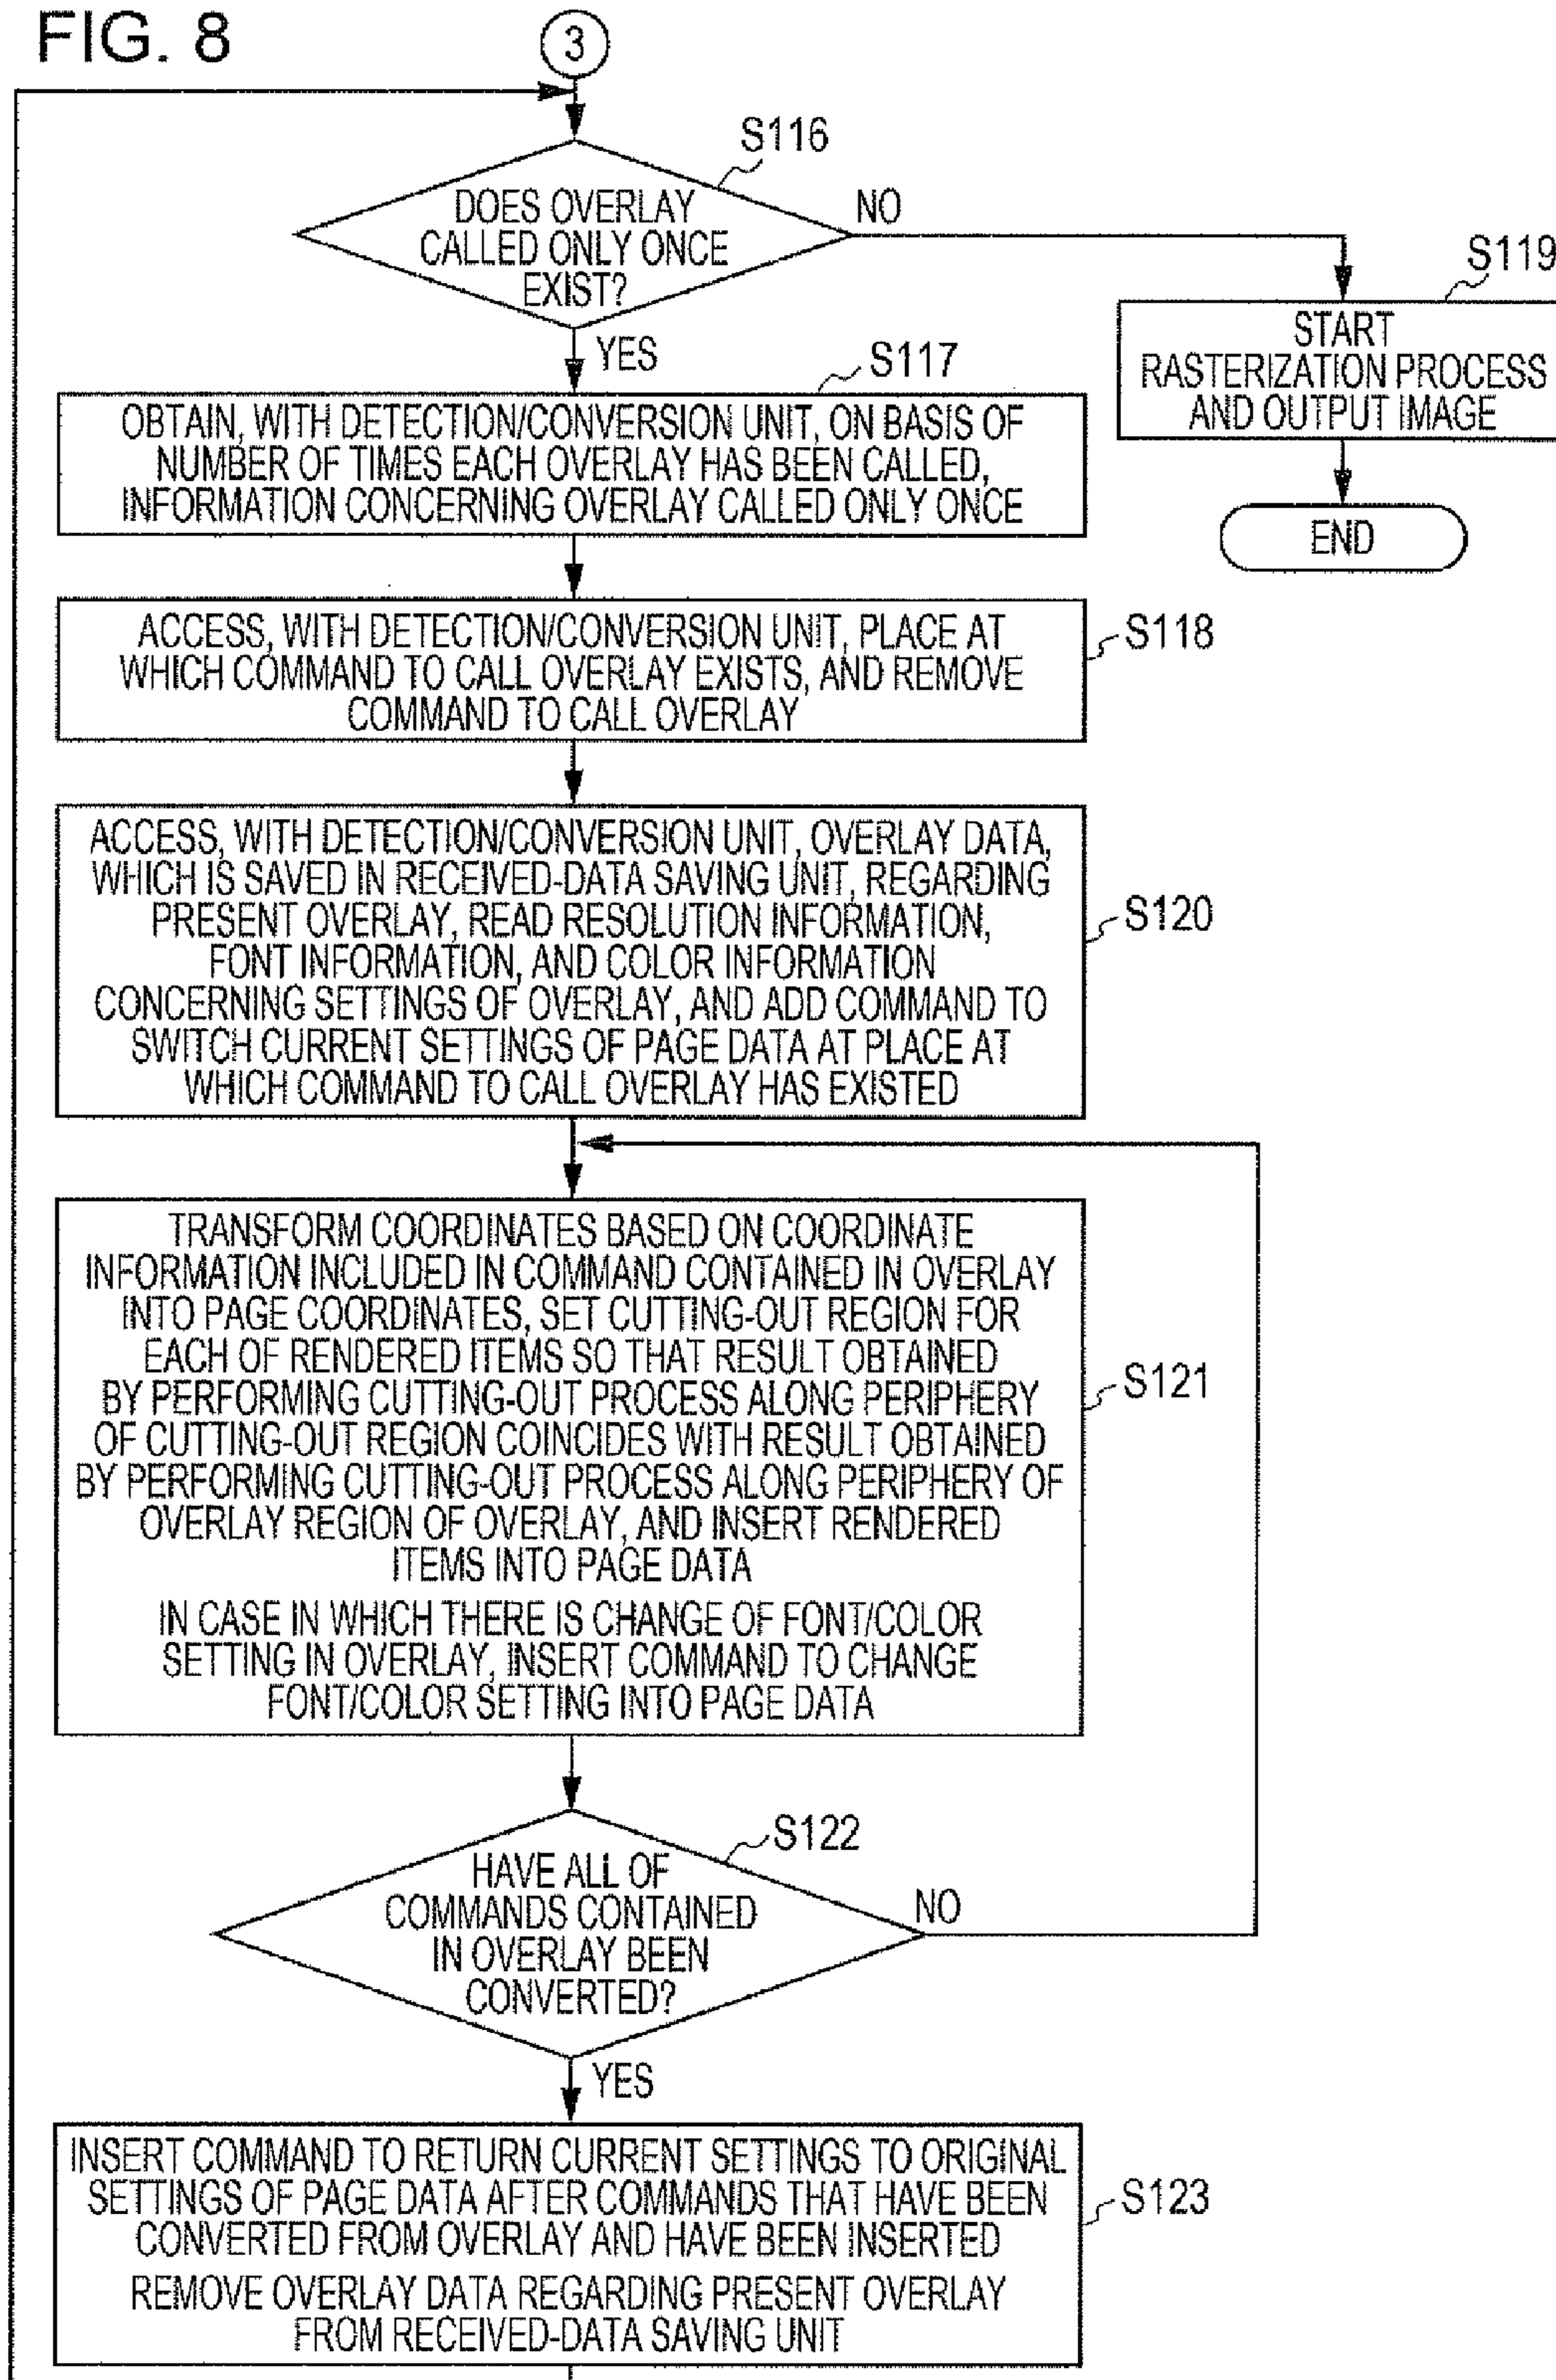 FIG. 8
3
S116
DOES OVERLAY
CALLED ONLY ONCE
EXIST?
NO
YES
S119
START
RASTERIZATION PROCESS
AND OUTPUT IMAGE
END
S117
OBTAIN, WITH DETECTION/CONVERSION UNIT, ON BASIS OF
NUMBER OF TIMES EACH OVERLAY HAS BEEN CALLED,
INFORMATION CONCERNING OVERLAY CALLED ONLY ONCE
ACCESS, WITH DETECTION/CONVERSION UNIT, PLACE AT
WHICH COMMAND TO CALL OVERLAY EXISTS, AND REMOVE
COMMAND TO CALL OVERLAY
S118
ACCESS, WITH DETECTION/CONVERSION UNIT, OVERLAY DATA,
WHICH IS SAVED IN RECEIVED-DATA SAVING UNIT, REGARDING
PRESENT OVERLAY, READ RESOLUTION INFORMATION,
FONT INFORMATION, AND COLOR INFORMATION
CONCERNING SETTINGS OF OVERLAY, AND ADD COMMAND TO
SWITCH CURRENT SETTINGS OF PAGE DATA AT PLACE AT
WHICH COMMAND TO CALL OVERLAY HAS EXISTED
S120
TRANSFORM COORDINATES BASED ON COORDINATE
INFORMATION INCLUDED IN COMMAND CONTAINED IN OVERLAY
INTO PAGE COORDINATES, SET CUTTING-OUT REGION FOR
EACH OF RENDERED ITEMS SO THAT RESULT OBTAINED
BY PERFORMING CUTTING-OUT PROCESS ALONG PERIPHERY
OF CUTTING-OUT REGION COINCIDES WITH RESULT OBTAINED
BY PERFORMING CUTTING-OUT PROCESS ALONG PERIPHERY OF
OVERLAY REGION OF OVERLAY, AND INSERT RENDERED
ITEMS INTO PAGE DATA
IN CASE IN WHICH THERE IS CHANGE OF FONT/COLOR
SETTING IN OVERLAY, INSERT COMMAND TO CHANGE
FONT/COLOR SETTING INTO PAGE DATA
S121
S122
HAVE ALL OF
COMMANDS CONTAINED
IN OVERLAY BEEN
CONVERTED?
NO
YES
INSERT COMMAND TO RETURN CURRENT SETTINGS TO ORIGINAL
SETTINGS OF PAGE DATA AFTER COMMANDS THAT HAVE BEEN
CONVERTED FROM OVERLAY AND HAVE BEEN INSERTED
REMOVE OVERLAY DATA REGARDING PRESENT OVERLAY
FROM RECEIVED-DATA SAVING UNIT
S123